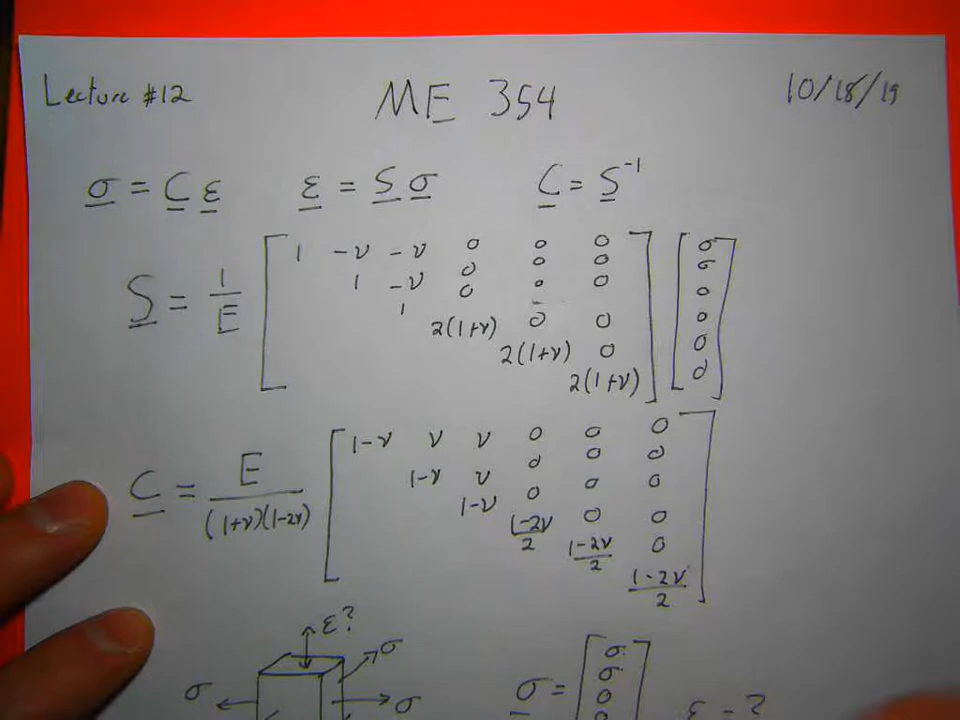 Lecture #12 ME 354 10/18/19
σ = C ε ε = S σ C = S⁻¹
S = 1/E [ 1 -ν -ν 0 0 0 [ σ
1 -ν 0 0 0 σ
1 0 0 0 0
2(1+ν) 0 0 0
2(1+ν) 0 0
2(1+ν) ] 0 ]
C = E/((1+ν)(1-2ν)) [ 1-ν ν ν 0 0 0
1-ν ν 0 0 0
1-ν 0 0 0
(1-2ν)/2 0 0
(1-2ν)/2 0
(1-2ν)/2 ]
ε?
σ
σ σ
σ = [ σ
σ
0
0
ε = ?